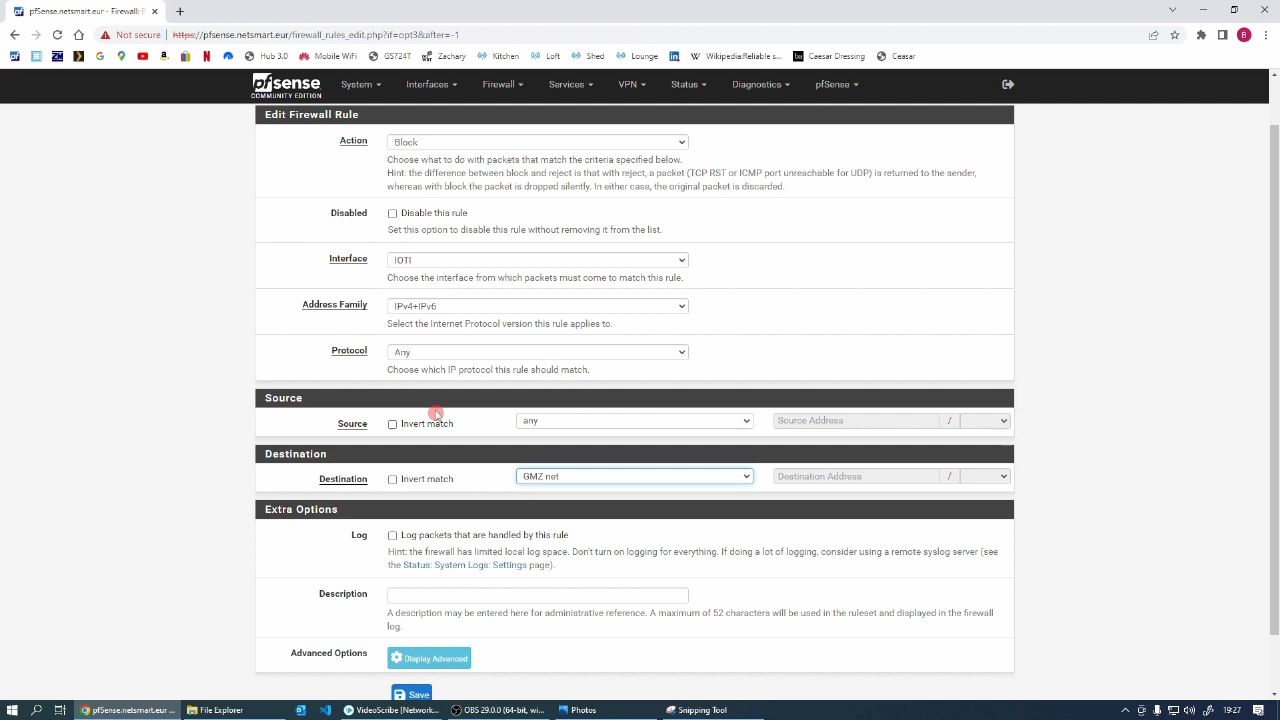 pfSense.netsmart.eur - Firewall: F
Not secure https://pfsense.netsmart.eur/firewall_rules_edit.php?if=opt3&after=-1
Hub 3.0 Mobile WiFi GS724T Zachary Kitchen Loft Shed Lounge Wikipedia:Reliable s... Caesar Dressing Ceasar
pfsense System Interfaces Firewall Services VPN Status Diagnostics pfSense
COMMUNITY EDITION
Edit Firewall Rule
Action Block
Choose what to do with packets that match the criteria specified below.
Hint: the difference between block and reject is that with reject, a packet (TCP RST or ICMP port unreachable for UDP) is returned to the sender,
whereas with block the packet is dropped silently. In either case, the original packet is discarded.
Disabled Disable this rule
Set this option to disable this rule without removing it from the list.
Interface IOTI
Choose the interface from which packets must come to match this rule.
Address Family IPv4+IPv6
Select the Internet Protocol version this rule applies to.
Protocol Any
Choose which IP protocol this rule should match.
Source
Source Invert match any Source Address /
Destination
Destination Invert match GMZ net Destination Address /
Extra Options
Log Log packets that are handled by this rule
Hint: the firewall has limited local log space. Don't turn on logging for everything. If doing a lot of logging, consider using a remote syslog server (see
the Status: System Logs: Settings page).
Description
A description may be entered here for administrative reference. A maximum of 52 characters will be used in the ruleset and displayed in the firewall
log.
Advanced Options Display Advanced
Save
pfSense.netsmart.eur ... File Explorer VideoScribe [Network... OBS 29.0.0 (64-bit, wi... Photos Snipping Tool 19:27